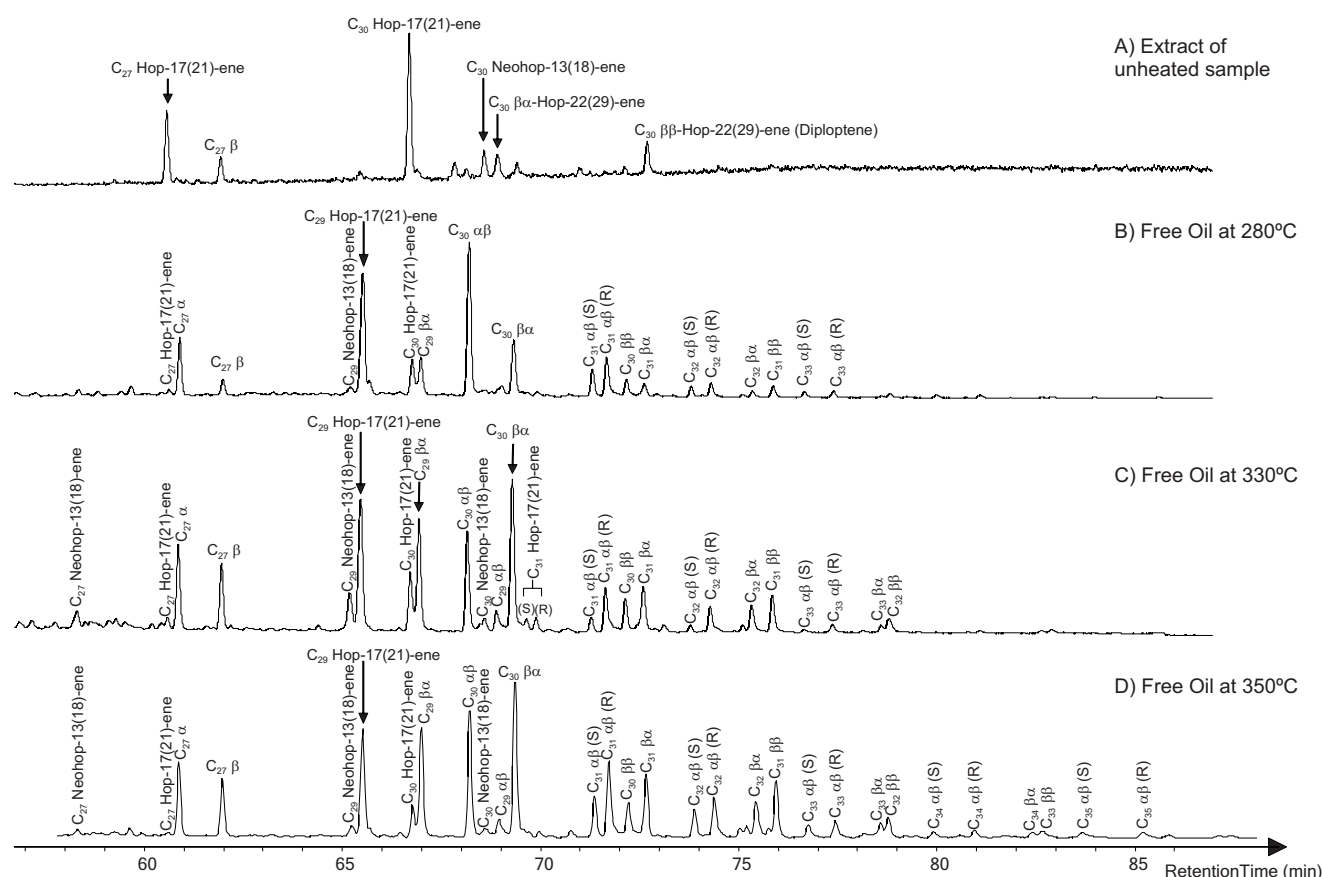 A) Extract of
unheated sample
C₂₇ Hop-17(21)-ene
C₂₇ β
C₃₀ Hop-17(21)-ene
C₃₀ Neohop-13(18)-ene
C₃₀ βα-Hop-22(29)-ene
C₃₀ ββ-Hop-22(29)-ene (Diploptene)
B) Free Oil at 280ºC
C₂₇ Hop-17(21)-ene
C₂₇ α
C₂₇ β
C₂₉ Neohop-13(18)-ene
C₂₉ Hop-17(21)-ene
C₃₀ Hop-17(21)-ene
C₂₉ βα
C₃₀ αβ
C₃₀ βα
C₃₁ αβ (S)
C₃₁ αβ (R)
C₃₀ ββ
C₃₁ βα
C₃₂ αβ (S)
C₃₂ αβ (R)
C₃₂ βα
C₃₁ ββ
C₃₃ αβ (S)
C₃₃ αβ (R)
C) Free Oil at 330ºC
C₂₇ Neohop-13(18)-ene
C₂₇ Hop-17(21)-ene
C₂₇ α
C₂₇ β
C₂₉ Neohop-13(18)-ene
C₂₉ Hop-17(21)-ene
C₃₀ Hop-17(21)-ene
C₂₉ βα
C₃₀ αβ
C₃₀ Neohop-13(18)-ene
C₂₉ αβ
C₃₀ βα
C₃₁ Hop-17(21)-ene
(S) (R)
C₃₁ αβ (S)
C₃₁ αβ (R)
C₃₀ ββ
C₃₁ βα
C₃₂ αβ (S)
C₃₂ αβ (R)
C₃₂ βα
C₃₁ ββ
C₃₃ αβ (S)
C₃₃ αβ (R)
C₃₃ βα
C₃₂ ββ
D) Free Oil at 350ºC
C₂₇ Neohop-13(18)-ene
C₂₇ Hop-17(21)-ene
C₂₇ α
C₂₇ β
C₂₉ Neohop-13(18)-ene
C₂₉ Hop-17(21)-ene
C₃₀ Hop-17(21)-ene
C₂₉ βα
C₃₀ αβ
C₃₀ Neohop-13(18)-ene
C₂₉ αβ
C₃₀ βα
C₃₁ αβ (S)
C₃₁ αβ (R)
C₃₀ ββ
C₃₁ βα
C₃₂ αβ (S)
C₃₂ αβ (R)
C₃₂ βα
C₃₁ ββ
C₃₃ αβ (S)
C₃₃ αβ (R)
C₃₃ βα
C₃₂ ββ
C₃₄ αβ (S)
C₃₄ αβ (R)
C₃₄ βα
C₃₃ ββ
C₃₅ αβ (S)
C₃₅ αβ (R)
60 65 70 75 80 85
RetentionTime (min)